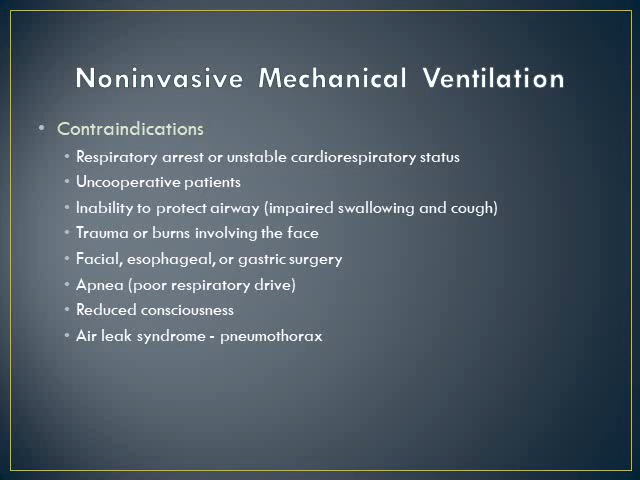 Noninvasive Mechanical Ventilation
• Contraindications
• Respiratory arrest or unstable cardiorespiratory status
• Uncooperative patients
• Inability to protect airway (impaired swallowing and cough)
• Trauma or burns involving the face
• Facial, esophageal, or gastric surgery
• Apnea (poor respiratory drive)
• Reduced consciousness
• Air leak syndrome - pneumothorax